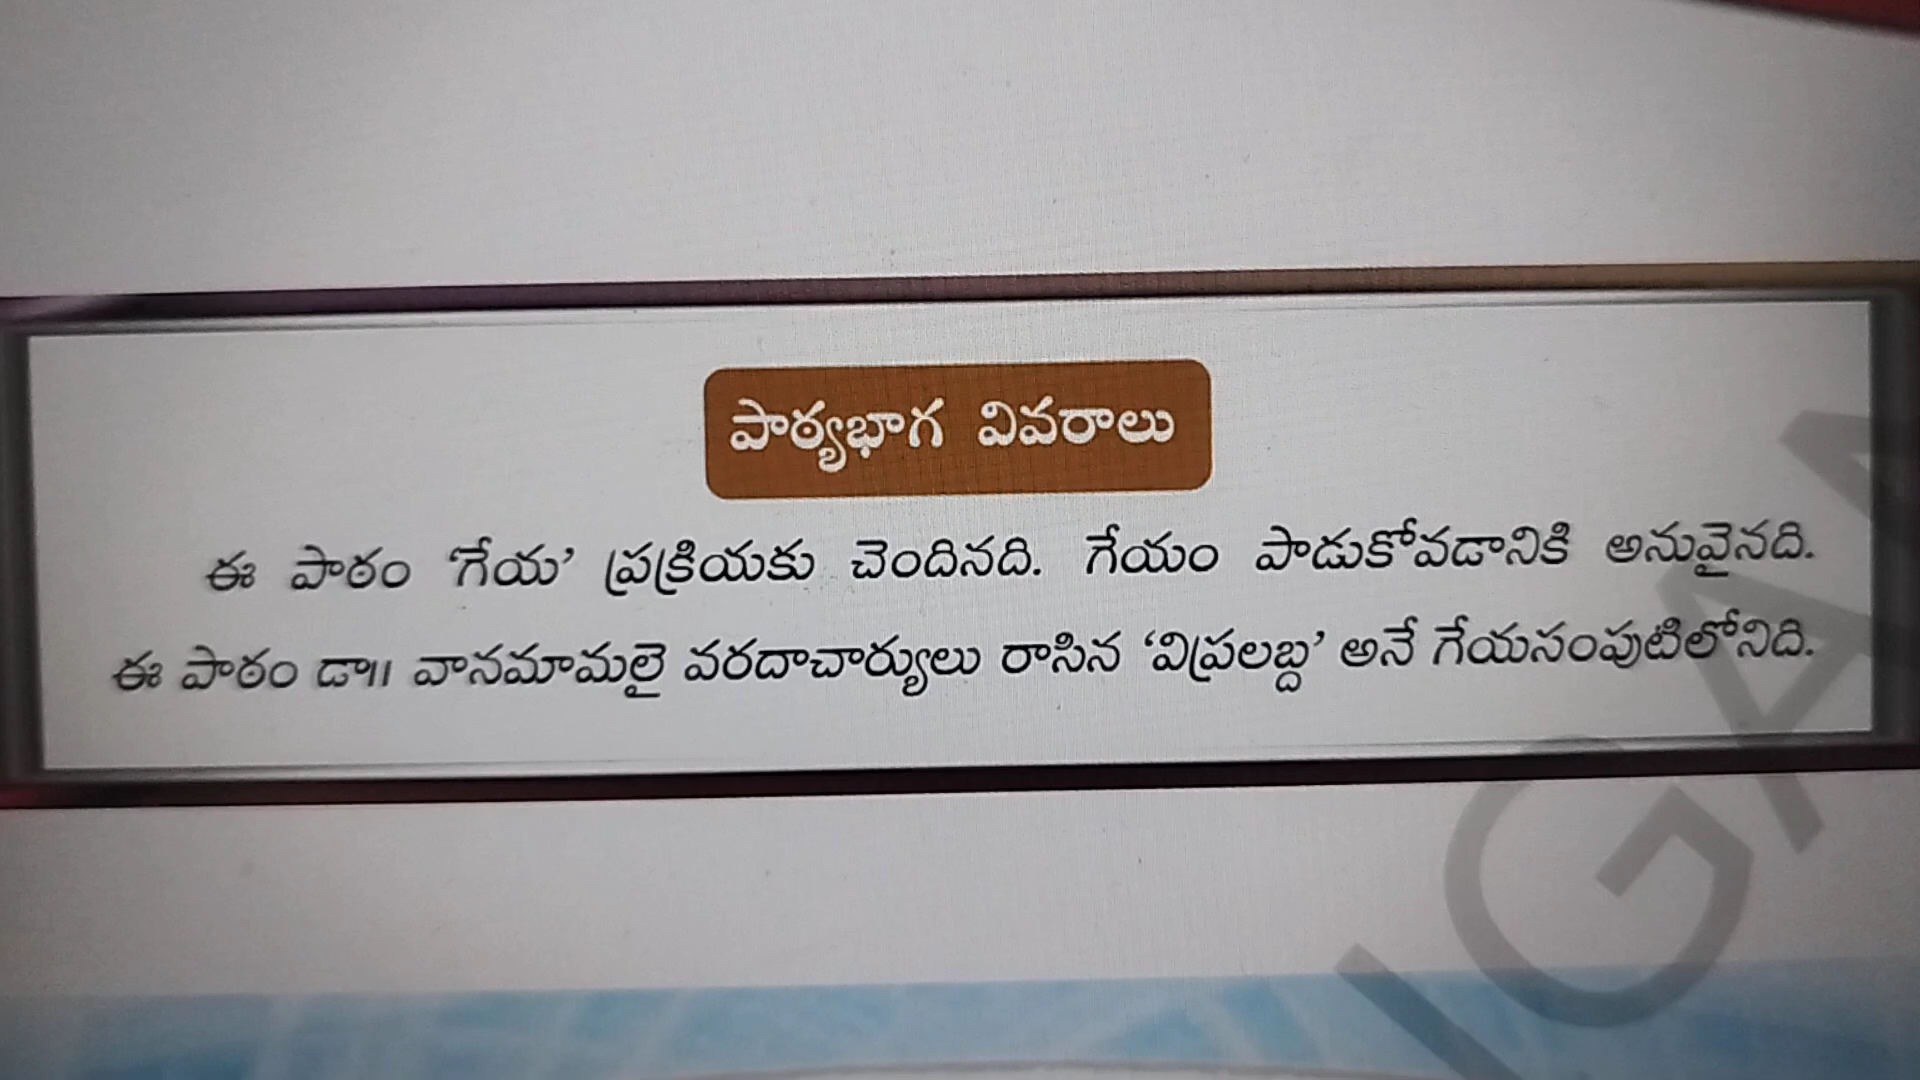 పాఠ్యభాగ వివరాలు
ఈ పాఠం ‘గేయ’ ప్రక్రియకు చెందినది. గేయం పాడుకోవడానికి అనువైనది.
ఈ పాఠం డా॥ వానమామలై వరదాచార్యులు రాసిన ‘విప్రలబ్ద’ అనే గేయసంపుటిలోనిది.